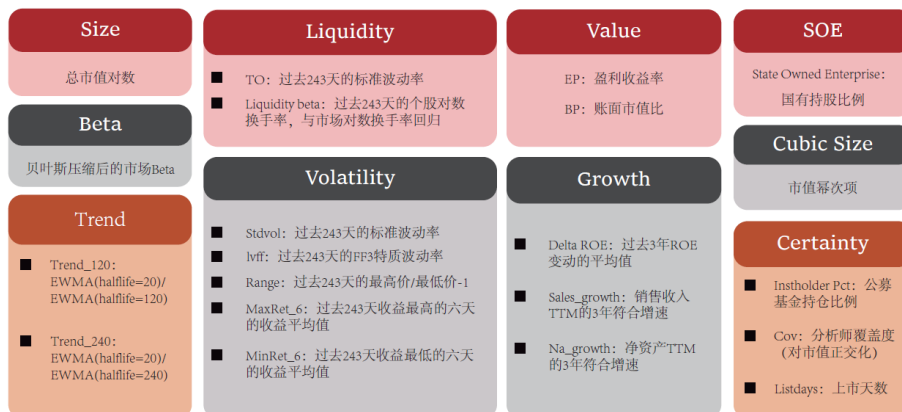 Size
总市值对数
Beta
贝叶斯压缩后的市场Beta
Trend
Trend_120:
EWMA(halflife=20)/
EWMA(halflife=120)
Trend_240:
EWMA(halflife=20)/
EWMA(halflife=240)
Liquidity
TO：过去243天的标准波动率
Liquidity beta：过去243天的个股对数
换手率，与市场对数换手率回归
Volatility
Stdvol：过去243天的标准波动率
lvff：过去243天的FF3特质波动率
Range：过去243天的最高价/最低价-1
MaxRet_6：过去243天收益最高的六天
的收益平均值
MinRet_6：过去243天收益最低的六天
的收益平均值
Value
EP：盈利收益率
BP：账面市值比
Growth
Delta ROE：过去3年ROE
变动的平均值
Sales_growth：销售收入
TTM的3年符合增速
Na_growth：净资产TTM
的3年符合增速
SOE
State Owned Enterprise:
国有持股比例
Cubic Size
市值幂次项
Certainty
Instholder Pct：公募
基金持仓比例
Cov：分析师覆盖度
（对市值正交化）
Listdays：上市天数